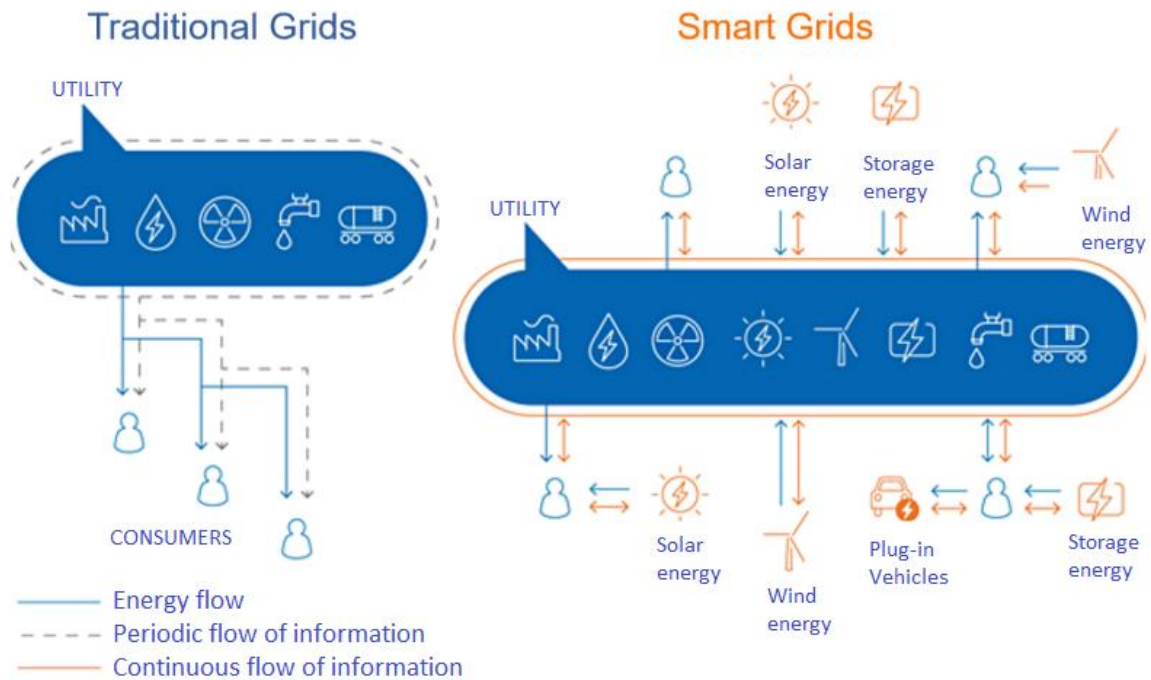 Traditional Grids
UTILITY
CONSUMERS
Energy flow
Periodic flow of information
Continuous flow of information
Smart Grids
Solar
energy
Storage
energy
Wind
energy
UTILITY
Solar
energy
Wind
energy
Plug-in
Vehicles
Storage
energy